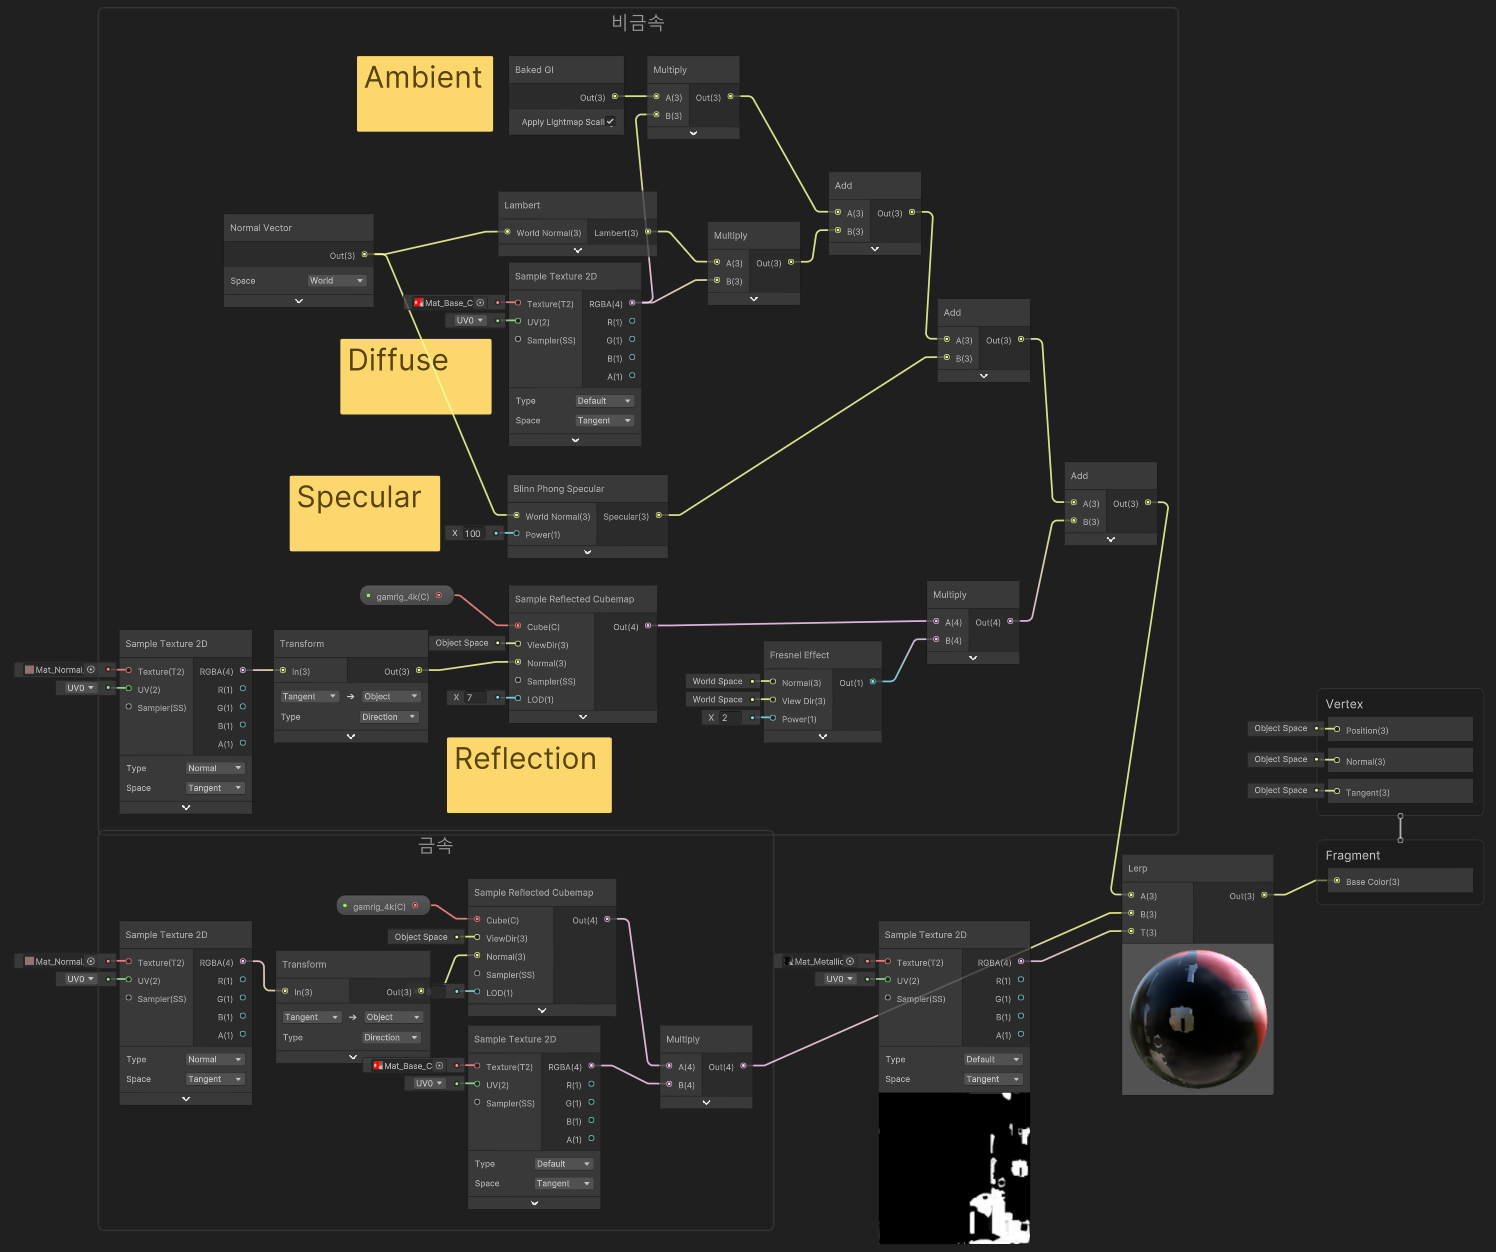 비금속
Ambient
Baked GI
Out(3)
Apply Lightmap Scali
Multiply
A(3) Out(3)
B(3)
Add
A(3) Out(3)
B(3)
Normal Vector
Out(3)
Space World
Lambert
World Normal(3) Lambert(3)
Multiply
A(3) Out(3)
B(3)
Sample Texture 2D
Mat_Base_C Texture(T2) RGBA(4)
UV0 UV(2) R(1)
Sampler(SS) G(1)
B(1)
A(1)
Type Default
Space Tangent
Diffuse
Add
A(3) Out(3)
B(3)
Specular
Blinn Phong Specular
World Normal(3) Specular(3)
X 100 Power(1)
Add
A(3) Out(3)
B(3)
gamrig_4k(C)
Sample Reflected Cubemap
Cube(C) Out(4)
Object Space ViewDir(3)
Normal(3)
Sampler(SS)
X 7 LOD(1)
Multiply
A(4) Out(4)
B(4)
Fresnel Effect
World Space Normal(3) Out(1)
World Space View Dir(3)
X 2 Power(1)
Sample Texture 2D
Mat_Normal_ Texture(T2) RGBA(4)
UV0 UV(2) R(1)
Sampler(SS) G(1)
B(1)
A(1)
Type Normal
Space Tangent
Transform
In(3) Out(3)
Tangent → Object
Type Direction
Reflection
Vertex
Object Space Position(3)
Object Space Normal(3)
Object Space Tangent(3)
Fragment
Base Color(3)
금속
gamrig_4k(C)
Sample Reflected Cubemap
Cube(C) Out(4)
Object Space ViewDir(3)
Normal(3)
Sampler(SS)
LOD(1)
Sample Texture 2D
Mat_Normal_ Texture(T2) RGBA(4)
UV0 UV(2) R(1)
Sampler(SS) G(1)
B(1)
A(1)
Type Normal
Space Tangent
Transform
In(3) Out(3)
Tangent → Object
Type Direction
Sample Texture 2D
Mat_Base_C Texture(T2) RGBA(4)
UV0 UV(2) R(1)
Sampler(SS) G(1)
B(1)
A(1)
Type Default
Space Tangent
Multiply
A(4) Out(4)
B(4)
Sample Texture 2D
Mat_Metallic Texture(T2) RGBA(4)
UV0 UV(2) R(1)
Sampler(SS) G(1)
B(1)
A(1)
Type Default
Space Tangent
Lerp
A(3) Out(3)
B(3)
T(3)